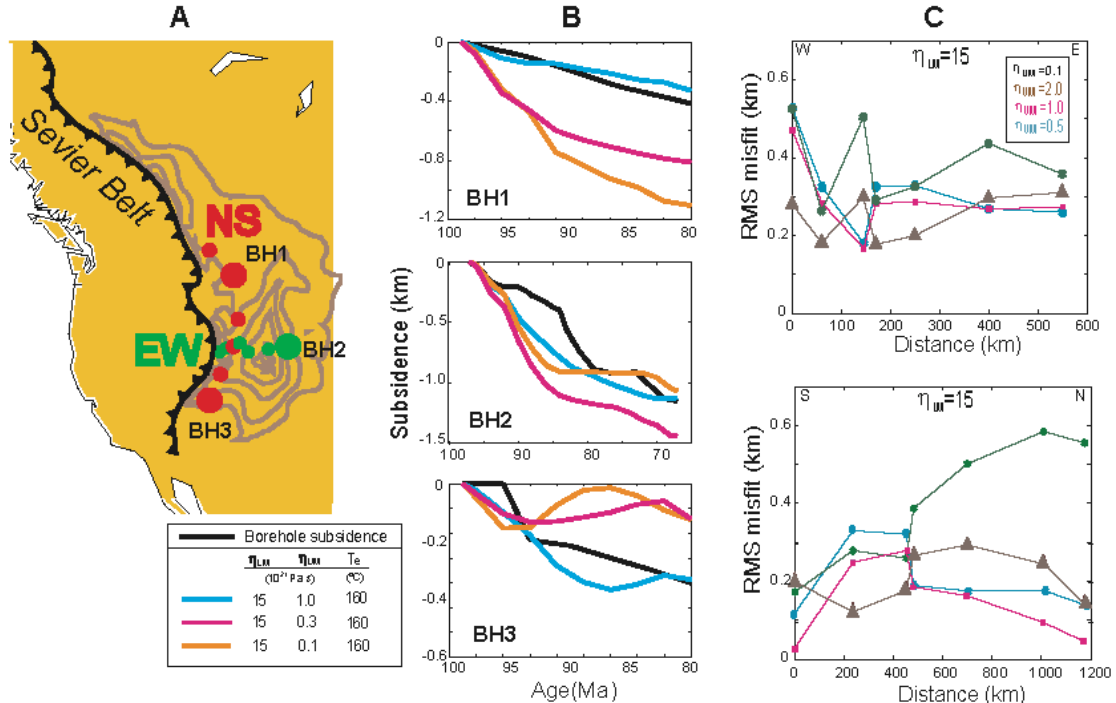 A
Sevier Belt
NS
BH1
EW
BH2
BH3
Borehole subsidence
η_LM η_UM T_e
(10²¹ Pa s) (ºC)
15 1.0 160
15 0.3 160
15 0.1 160
B
Subsidence (km)
0
-0.4
-0.8
-1.2
BH1
100 95 90 85 80
0
-0.5
-1.0
-1.5
BH2
95 85 75 70
0
-0.2
-0.4
-0.6
BH3
100 95 90 85 80
Age(Ma)
C
W η_LM=15 E
η_UM=0.1
η_UM=2.0
η_UM=1.0
η_UM=0.5
RMS misfit (km)
0.6
0.4
0.2
0
0 100 200 300 400 500 600
Distance (km)
S η_LM=15 N
RMS misfit (km)
0.6
0.4
0.2
0
0 200 400 600 800 1000 1200
Distance (km)